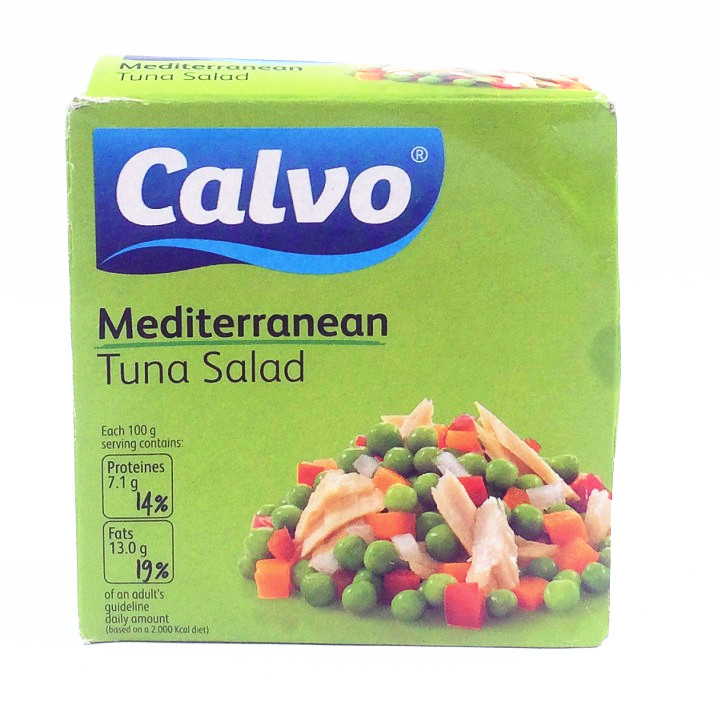 Mediterranean
Tuna Salad
Calvo®
Mediterranean
Tuna Salad
Each 100 g
serving contains:
Proteines
7.1 g
14%
Fats
13.0 g
19%
of an adult's
guideline
daily amount
(based on a 2.000 Kcal diet)